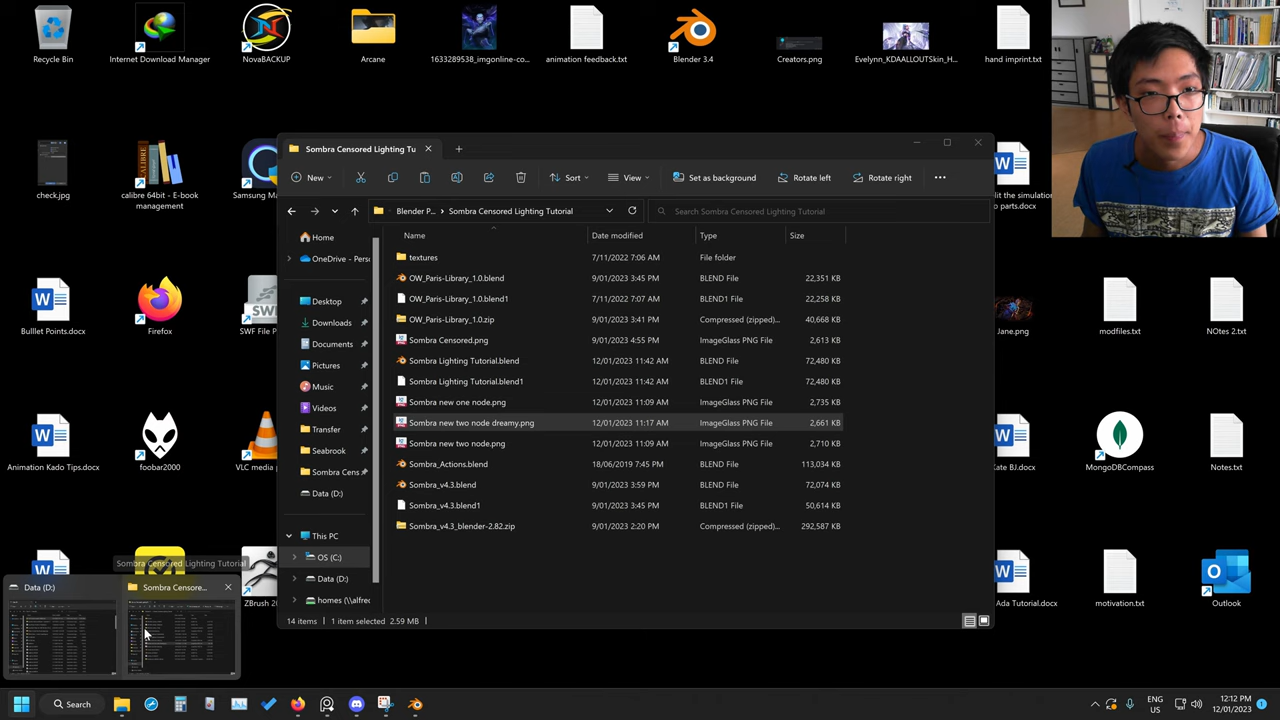 Recycle Bin
Internet Download Manager
NovaBACKUP
Arcane
1633289538_imgonline-co...
animation feedback.txt
Blender 3.4
Creators.png
Evelynn_KDAALLOUTSkin_H...
hand imprint.txt
Sombra Censored Lighting Tu
Sort
View
Set as background
Rotate left
Rotate right
check.jpg
calibre 64bit - E-book
management
Samsung Ma
plit the simulation
to parts.docx
Blender P...
Sombra Censored Lighting Tutorial
Search Sombra Censored Lighting Tutorial
Home
OneDrive - Perso
Desktop
Downloads
Documents
Pictures
Music
Videos
Transfer
Seabrook
Sombra Cens
Data (D:)
This PC
OS (C:)
Data (D:)
homes (\\alfred
Name
Date modified
Type
Size
textures
7/11/2022 7:06 AM
File folder
OW_Paris-Library_1.0.blend
9/01/2023 3:45 PM
BLEND File
22,351 KB
OW_Paris-Library_1.0.blend1
7/11/2022 7:07 AM
BLEND1 File
22,258 KB
OW_Paris-Library_1.0.zip
9/01/2023 3:41 PM
Compressed (zipped)...
40,668 KB
Sombra Censored.png
9/01/2023 4:55 PM
ImageGlass PNG File
2,613 KB
Sombra Lighting Tutorial.blend
12/01/2023 11:42 AM
BLEND File
72,480 KB
Sombra Lighting Tutorial.blend1
12/01/2023 11:42 AM
BLEND1 File
72,480 KB
Sombra new one node.png
12/01/2023 11:09 AM
ImageGlass PNG File
2,735 KB
Sombra new two node dreamy.png
12/01/2023 11:17 AM
ImageGlass PNG File
2,661 KB
Sombra new two node.png
12/01/2023 11:09 AM
ImageGlass PNG File
2,710 KB
Sombra_Actions.blend
18/06/2019 7:45 PM
BLEND File
113,034 KB
Sombra_v4.3.blend
9/01/2023 3:59 PM
BLEND File
72,074 KB
Sombra_v4.3.blend1
9/01/2023 3:45 PM
BLEND1 File
50,614 KB
Sombra_v4.3_blender-2.82.zip
9/01/2023 2:20 PM
Compressed (zipped)...
292,587 KB
Bulllet Points.docx
Firefox
SWF File P
Jane.png
modfiles.txt
NOtes 2.txt
Animation Kado Tips.docx
foobar2000
VLC media p
Kate BJ.docx
MongoDBCompass
Notes.txt
ZBrush 2
Ada Tutorial.docx
motivation.txt
Outlook
Sombra Censored Lighting Tutorial
Data (D:)
Sombra Censore...
Search
ENG
US
12:12 PM
12/01/2023